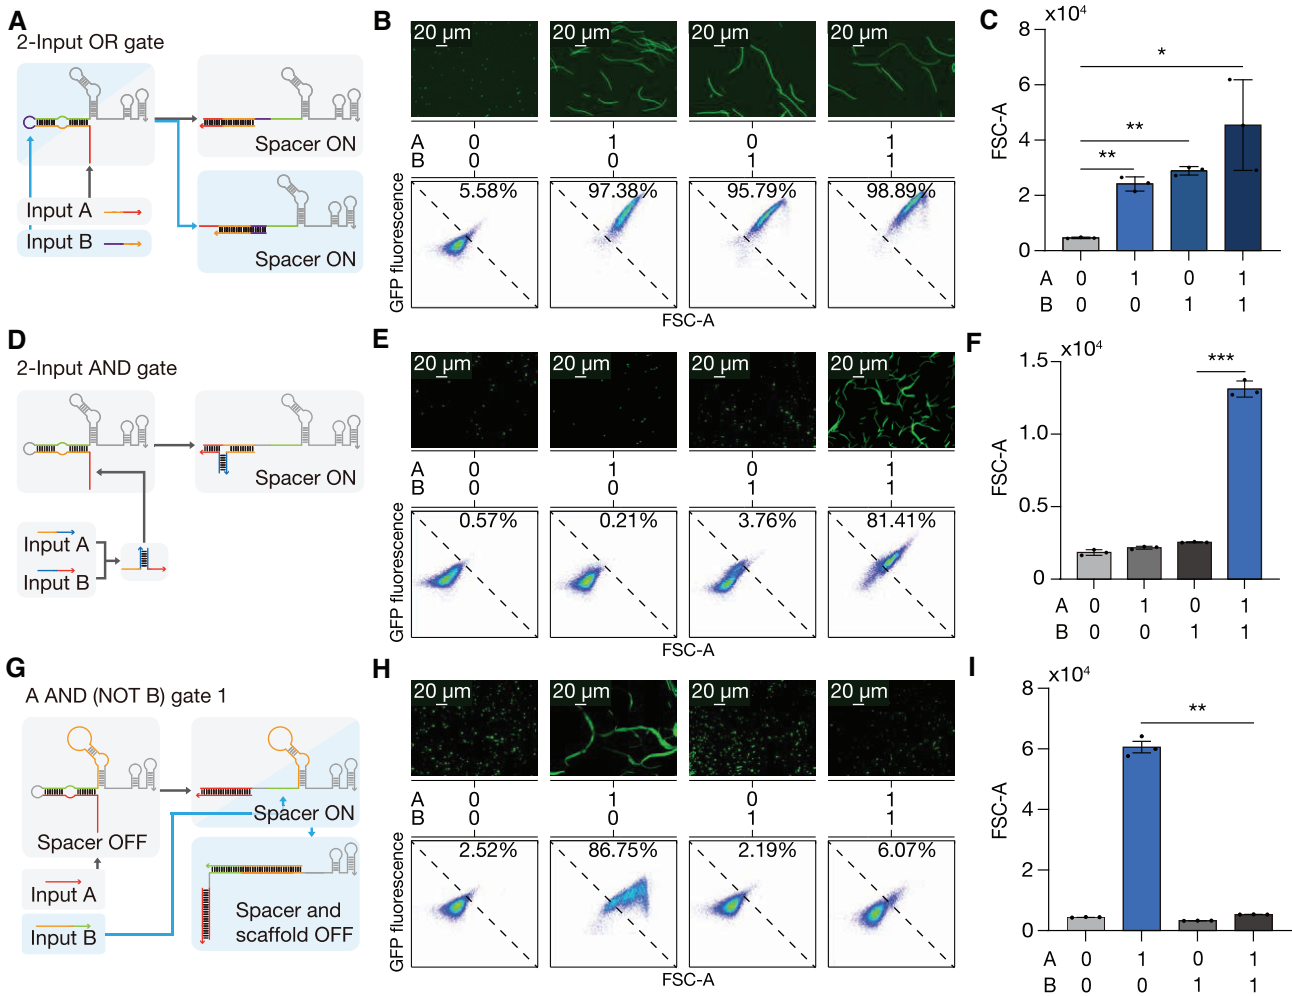 A
2-Input OR gate
Spacer ON
Input A
Input B
Spacer ON
B
20 µm 20 µm 20 µm 20 µm
A 0 1 0 1
B 0 0 1 1
5.58% 97.38% 95.79% 98.89%
GFP fluorescence
FSC-A
C
x10⁴
8
6
4
2
0
FSC-A
*
**
**
A 0 1 0 1
B 0 0 1 1
D
2-Input AND gate
Spacer ON
Input A
Input B
E
20 µm 20 µm 20 µm 20 µm
A 0 1 0 1
B 0 0 1 1
0.57% 0.21% 3.76% 81.41%
GFP fluorescence
FSC-A
F
x10⁴
1.5
1.0
0.5
0
FSC-A
***
A 0 1 0 1
B 0 0 1 1
G
A AND (NOT B) gate 1
Spacer OFF
Spacer ON
Input A
Input B
Spacer and
scaffold OFF
H
20 µm 20 µm 20 µm 20 µm
A 0 1 0 1
B 0 0 1 1
2.52% 86.75% 2.19% 6.07%
GFP fluorescence
FSC-A
I
x10⁴
8
6
4
2
0
FSC-A
**
A 0 1 0 1
B 0 0 1 1